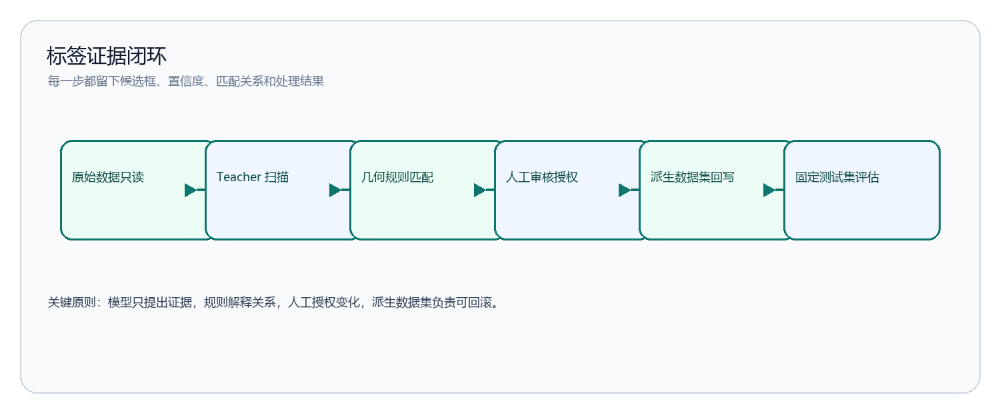 标签证据闭环
每一步都留下候选框、置信度、匹配关系和处理结果
原始数据只读
Teacher 扫描
几何规则匹配
人工审核授权
派生数据集回写
固定测试集评估
关键原则：模型只提出证据，规则解释关系，人工授权变化，派生数据集负责可回滚。